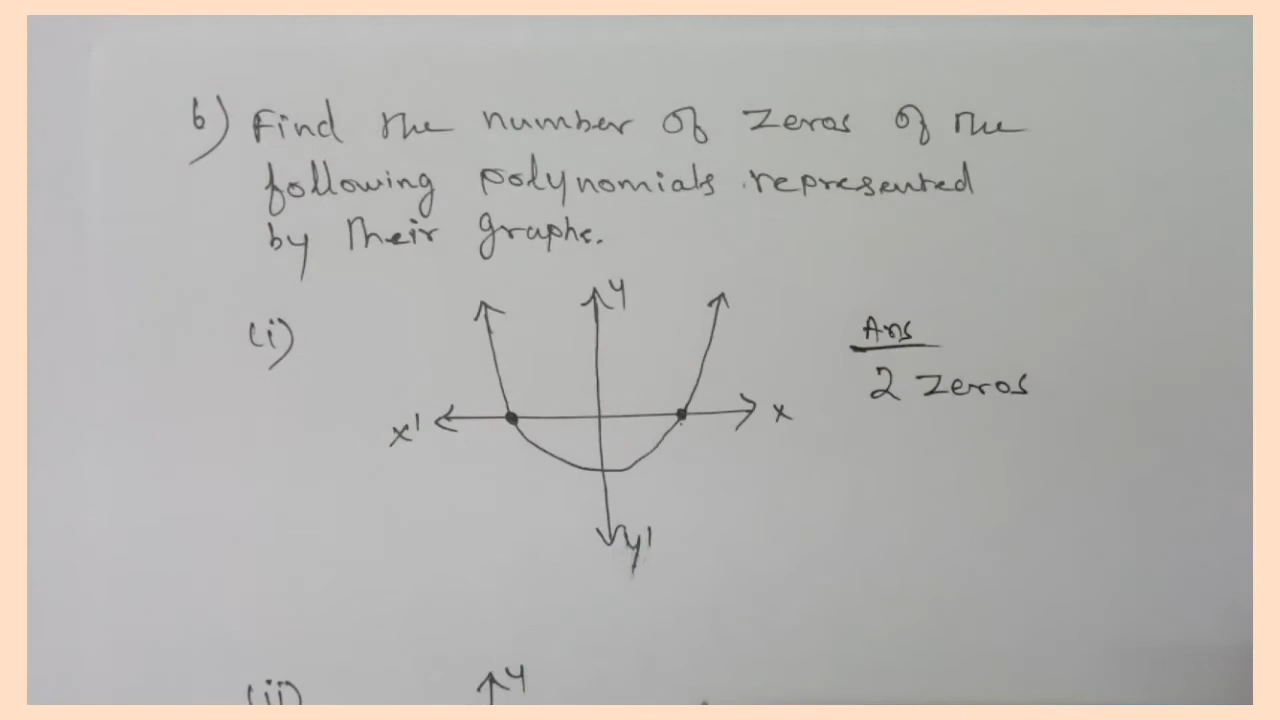 6) Find the number of zeros of the
following polynomials represented
by their graphs.
(i)
y
Ans
2 zeros
x' x
y'
(ii) y